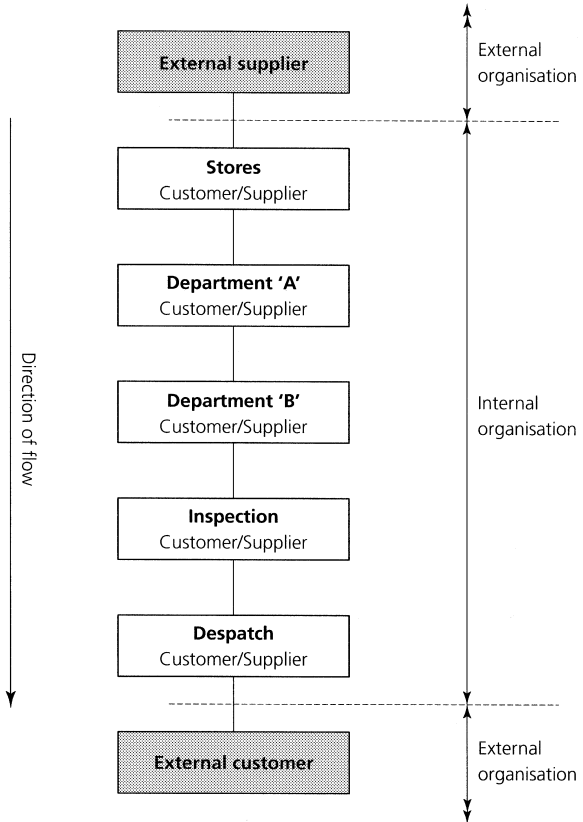 External supplier
External
organisation
Stores
Customer/Supplier
Department ‘A’
Customer/Supplier
Direction of flow
Department ‘B’
Customer/Supplier
Internal
organisation
Inspection
Customer/Supplier
Despatch
Customer/Supplier
External customer
External
organisation